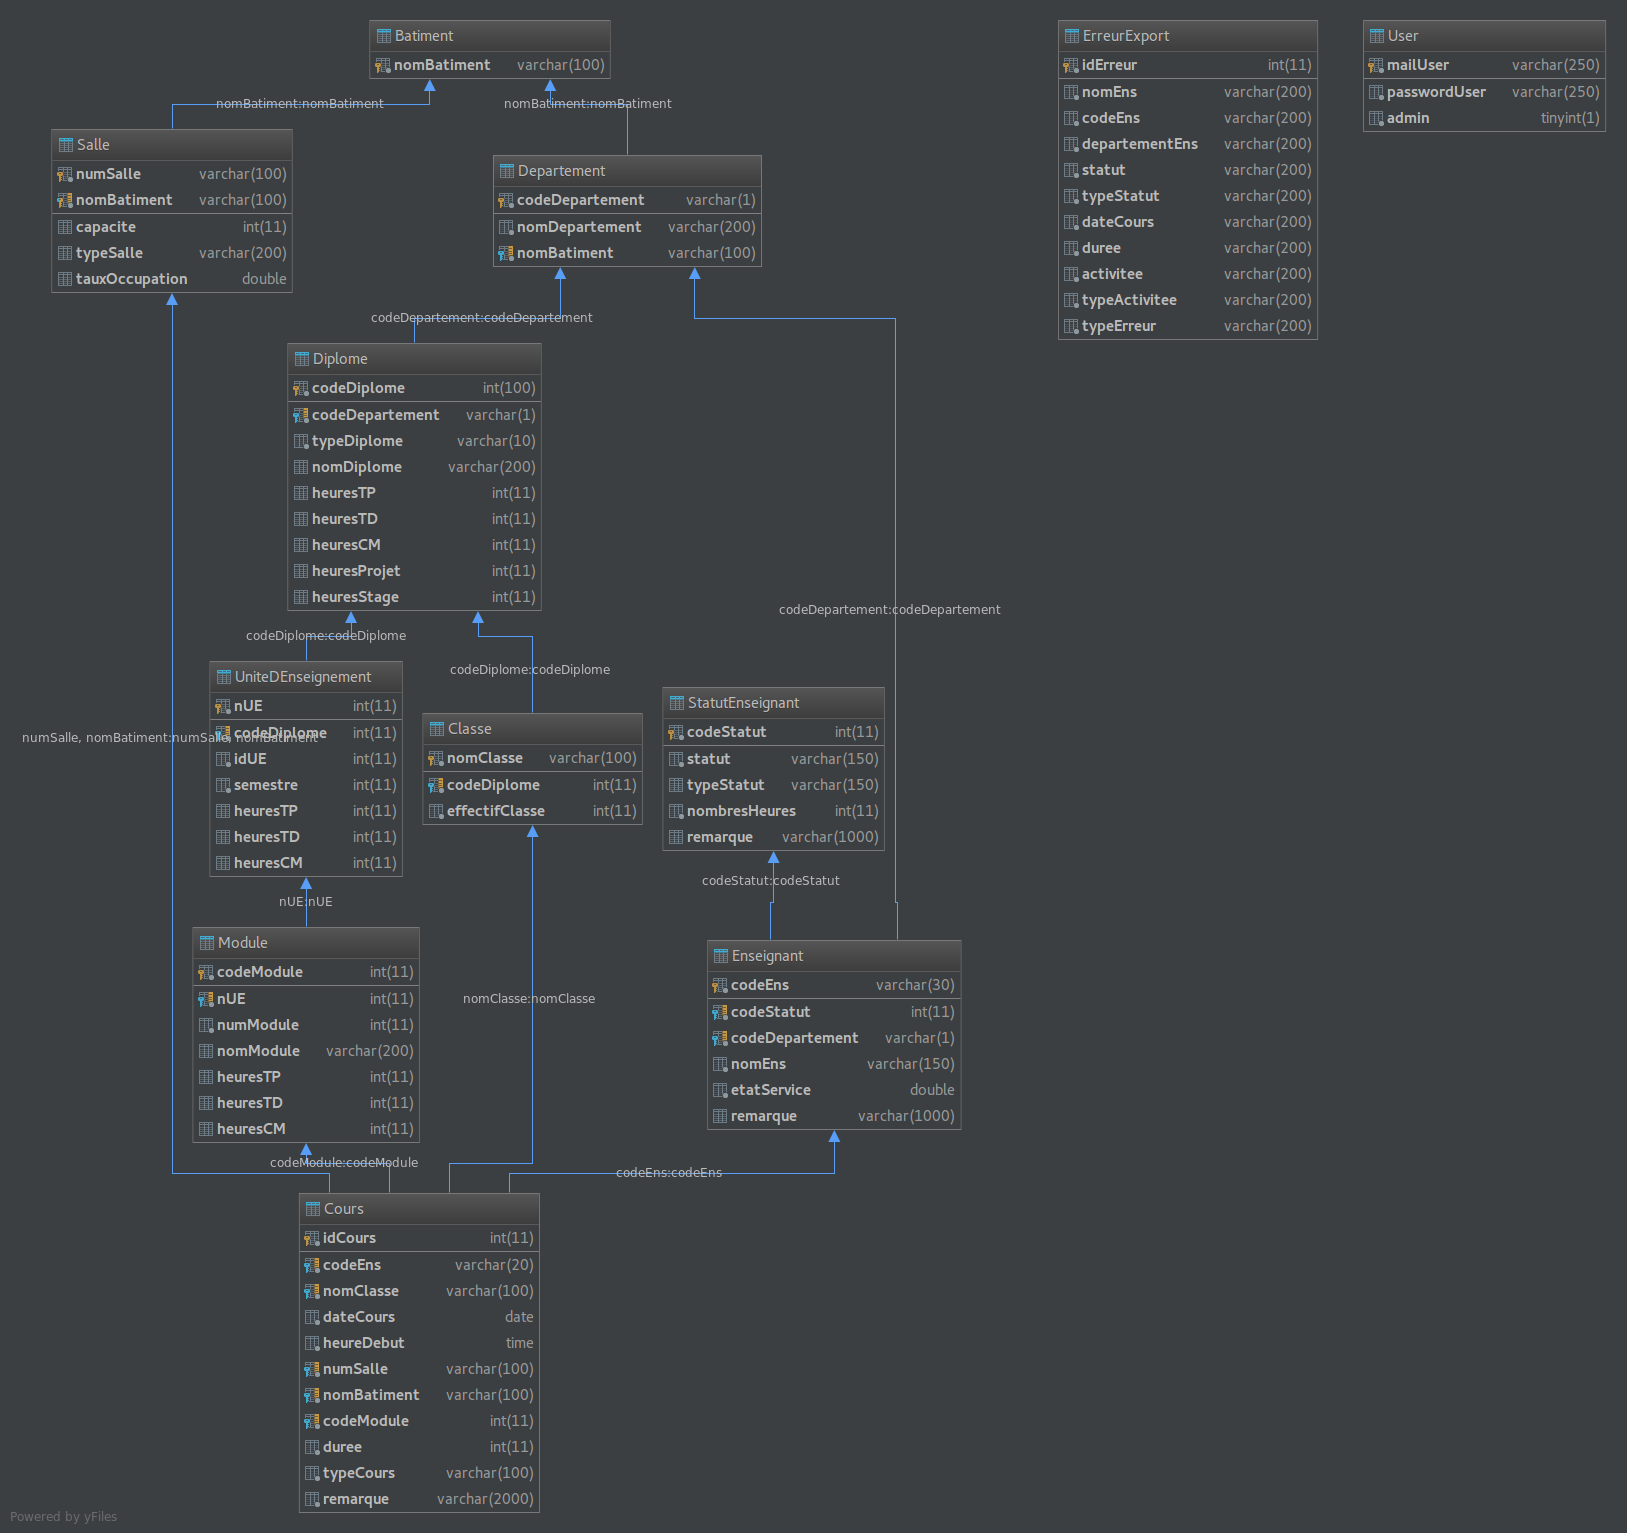 Batiment
nomBatiment varchar(100)
ErreurExport
idErreur int(11)
nomEns varchar(200)
codeEns varchar(200)
departementEns varchar(200)
statut varchar(200)
typeStatut varchar(200)
dateCours varchar(200)
duree varchar(200)
activitee varchar(200)
typeActivitee varchar(200)
typeErreur varchar(200)
User
mailUser varchar(250)
passwordUser varchar(250)
admin tinyint(1)
nomBatiment:nomBatiment
nomBatiment:nomBatiment
Salle
numSalle varchar(100)
nomBatiment varchar(100)
capacite int(11)
typeSalle varchar(200)
tauxOccupation double
Departement
codeDepartement varchar(1)
nomDepartement varchar(200)
nomBatiment varchar(100)
codeDepartement:codeDepartement
Diplome
codeDiplome int(100)
codeDepartement varchar(1)
typeDiplome varchar(10)
nomDiplome varchar(200)
heuresTP int(11)
heuresTD int(11)
heuresCM int(11)
heuresProjet int(11)
heuresStage int(11)
codeDepartement:codeDepartement
codeDiplome:codeDiplome
codeDiplome:codeDiplome
UniteDEnseignement
nUE int(11)
codeDiplome int(11)
idUE int(11)
semestre int(11)
heuresTP int(11)
heuresTD int(11)
heuresCM int(11)
numSalle, nomBatiment:numSalle, nomBatiment
Classe
nomClasse varchar(100)
codeDiplome int(11)
effectifClasse int(11)
StatutEnseignant
codeStatut int(11)
statut varchar(150)
typeStatut varchar(150)
nombresHeures int(11)
remarque varchar(1000)
codeStatut:codeStatut
nUE:nUE
Module
codeModule int(11)
nUE int(11)
numModule int(11)
nomModule varchar(200)
heuresTP int(11)
heuresTD int(11)
heuresCM int(11)
nomClasse:nomClasse
Enseignant
codeEns varchar(30)
codeStatut int(11)
codeDepartement varchar(1)
nomEns varchar(150)
etatService double
remarque varchar(1000)
codeModule:codeModule
codeEns:codeEns
Cours
idCours int(11)
codeEns varchar(20)
nomClasse varchar(100)
dateCours date
heureDebut time
numSalle varchar(100)
nomBatiment varchar(100)
codeModule int(11)
duree int(11)
typeCours varchar(100)
remarque varchar(2000)
Powered by yFiles